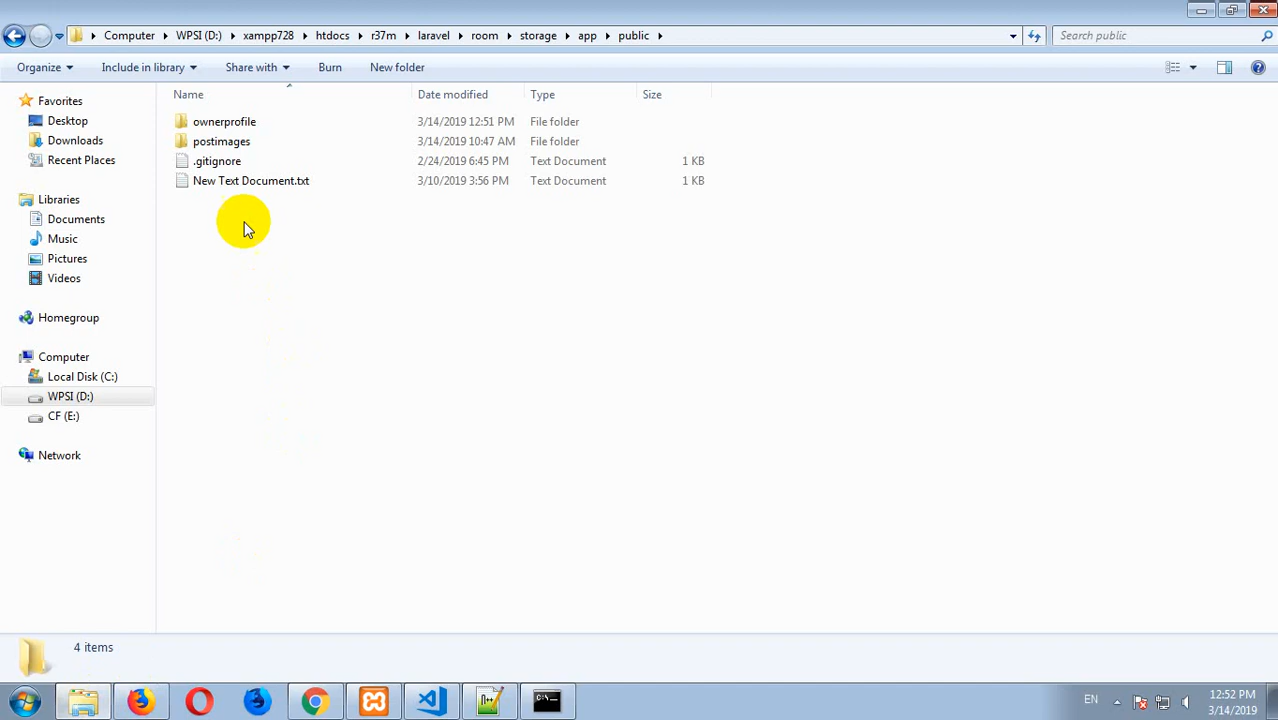 Computer WPSI (D:) xampp728 htdocs r37m laravel room storage app public Search public
Organize Include in library Share with Burn New folder
Name Date modified Type Size
Favorites
Desktop
Downloads
Recent Places
Libraries
Documents
Music
Pictures
Videos
Homegroup
Computer
Local Disk (C:)
WPSI (D:)
CF (E:)
Network
ownerprofile 3/14/2019 12:51 PM File folder
postimages 3/14/2019 10:47 AM File folder
.gitignore 2/24/2019 6:45 PM Text Document 1 KB
New Text Document.txt 3/10/2019 3:56 PM Text Document 1 KB
4 items
EN 12:52 PM
3/14/2019